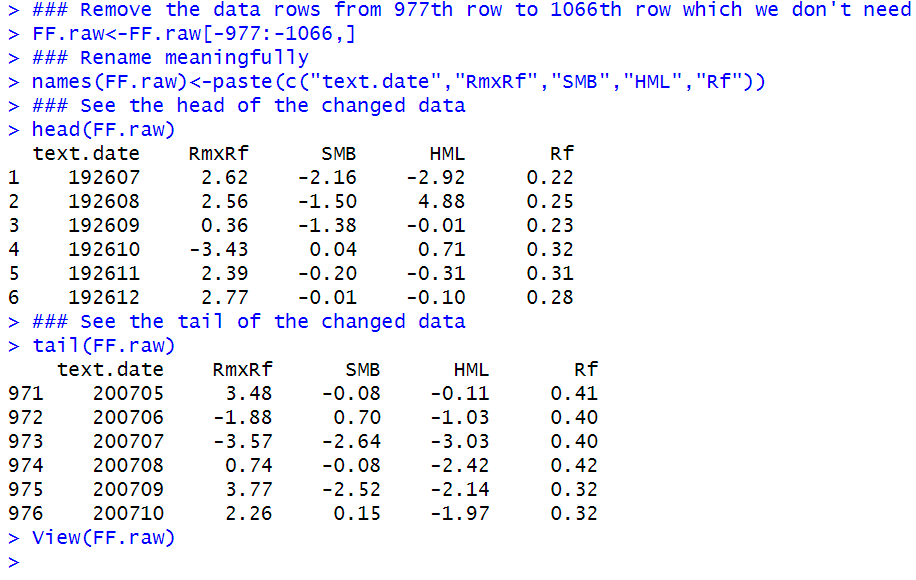 > ### Remove the data rows from 977th row to 1066th row which we don't need
> FF.raw<-FF.raw[-977:-1066,]
> ### Rename meaningfully
> names(FF.raw)<-paste(c("text.date","RmxRf","SMB","HML","Rf"))
> ### See the head of the changed data
> head(FF.raw)
  text.date    RmxRf      SMB      HML       Rf
1    192607     2.62    -2.16    -2.92     0.22
2    192608     2.56    -1.50     4.88     0.25
3    192609     0.36    -1.38    -0.01     0.23
4    192610    -3.43     0.04     0.71     0.32
5    192611     2.39    -0.20    -0.31     0.31
6    192612     2.77    -0.01    -0.10     0.28
> ### See the tail of the changed data
> tail(FF.raw)
    text.date    RmxRf      SMB      HML       Rf
971    200705     3.48    -0.08    -0.11     0.41
972    200706    -1.88     0.70    -1.03     0.40
973    200707    -3.57    -2.64    -3.03     0.40
974    200708     0.74    -0.08    -2.42     0.42
975    200709     3.77    -2.52    -2.14     0.32
976    200710     2.26     0.15    -1.97     0.32
> View(FF.raw)
>